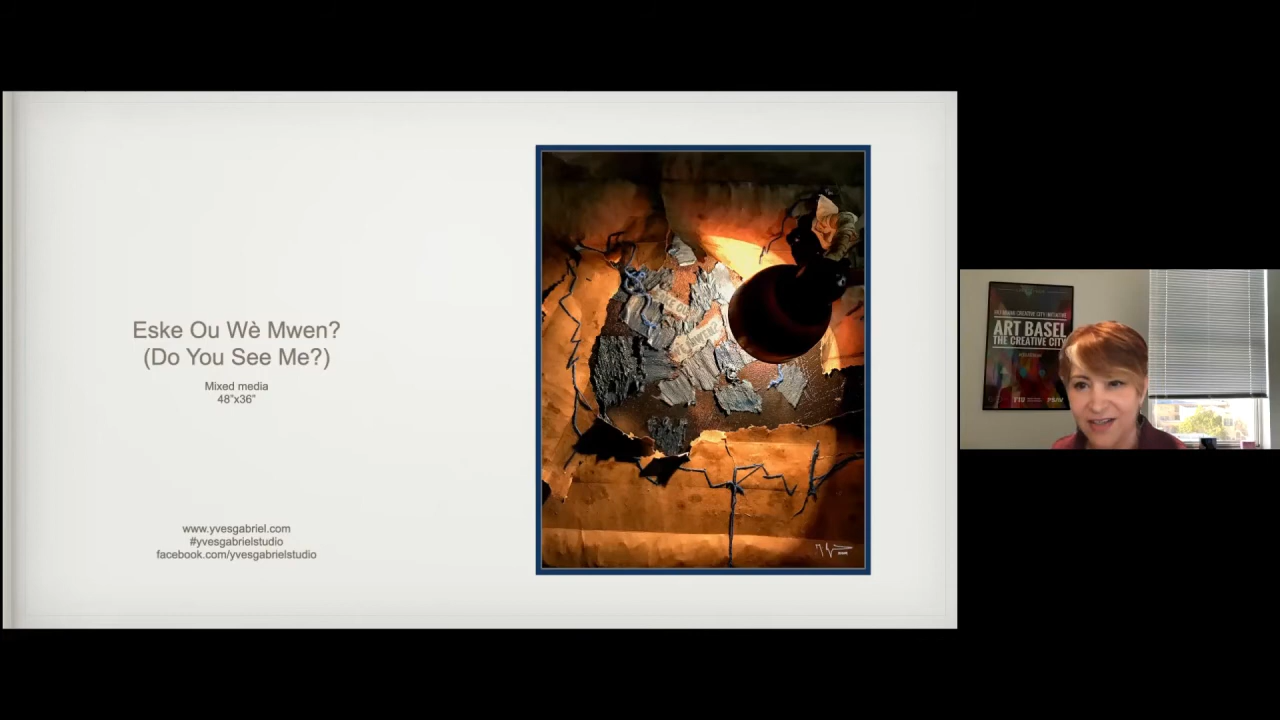 Eske Ou Wè Mwen?
(Do You See Me?)
Mixed media
48"x36"
www.yvesgabriel.com
#yvesgabrielstudio
facebook.com/yvesgabrielstudio
ART BASEL
THE CREATIVE CITY